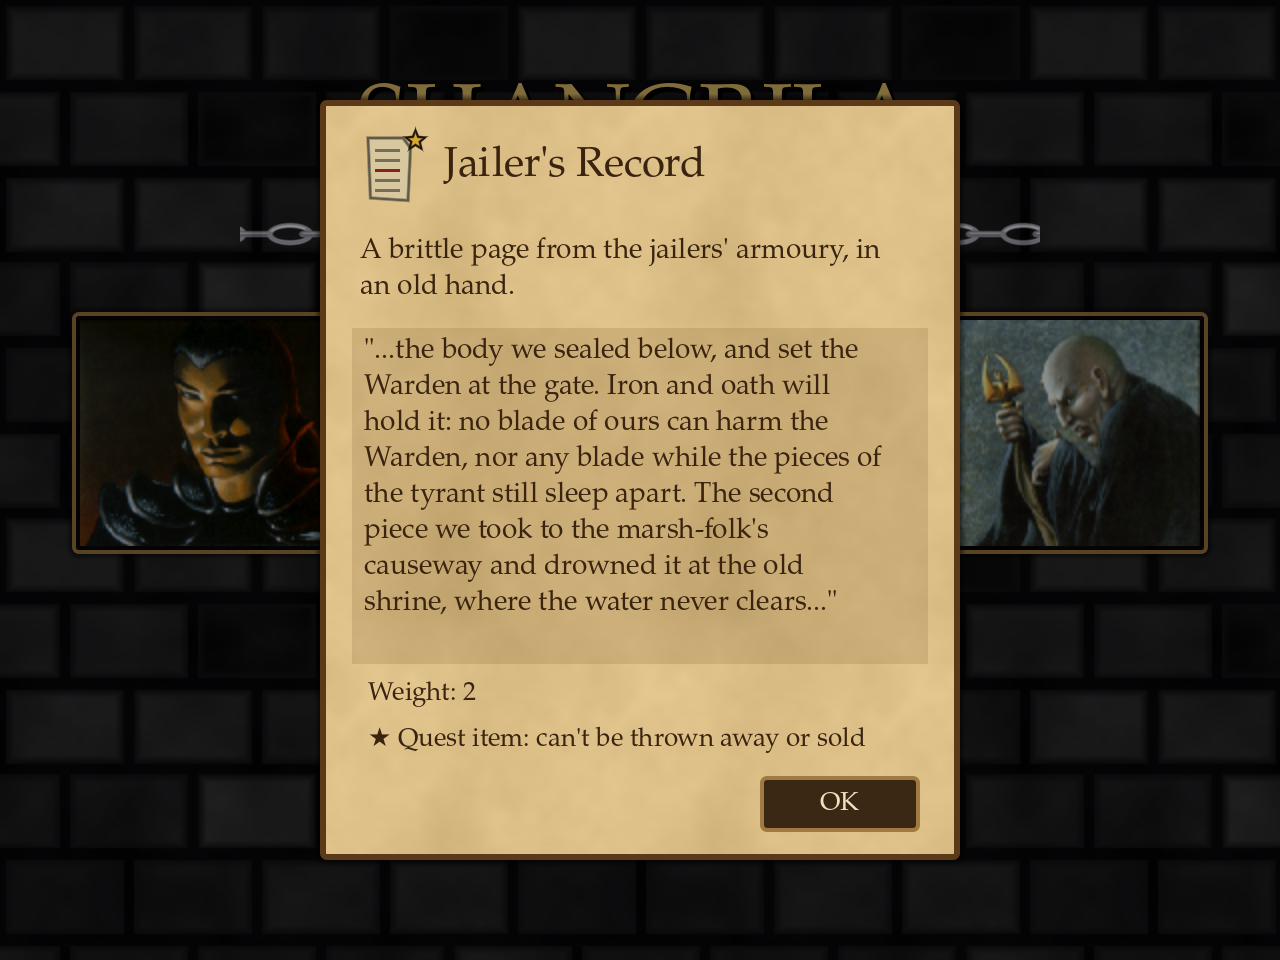 Jailer's Record
A brittle page from the jailers' armoury, in
an old hand.
"...the body we sealed below, and set the
Warden at the gate. Iron and oath will
hold it: no blade of ours can harm the
Warden, nor any blade while the pieces of
the tyrant still sleep apart. The second
piece we took to the marsh-folk's
causeway and drowned it at the old
shrine, where the water never clears..."
Weight: 2
★ Quest item: can't be thrown away or sold
OK